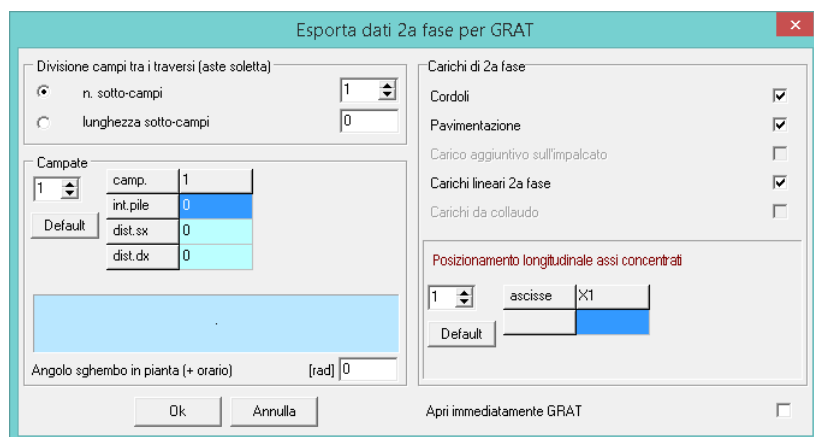 Esporta dati 2a fase per GRAT
Divisione campi tra i traversi (aste soletta)
n. sotto-campi 1
lunghezza sotto-campi 0
Campate
1
camp. 1
int.pile 0
Default
dist.sx 0
dist.dx 0
Angolo sghembo in pianta (+ orario) [rad] 0
Ok Annulla
Carichi di 2a fase
Cordoli
Pavimentazione
Carico aggiuntivo sull'impalcato
Carichi lineari 2a fase
Carichi da collaudo
Posizionamento longitudinale assi concentrati
1
ascisse X1
Default
Apri immediatamente GRAT